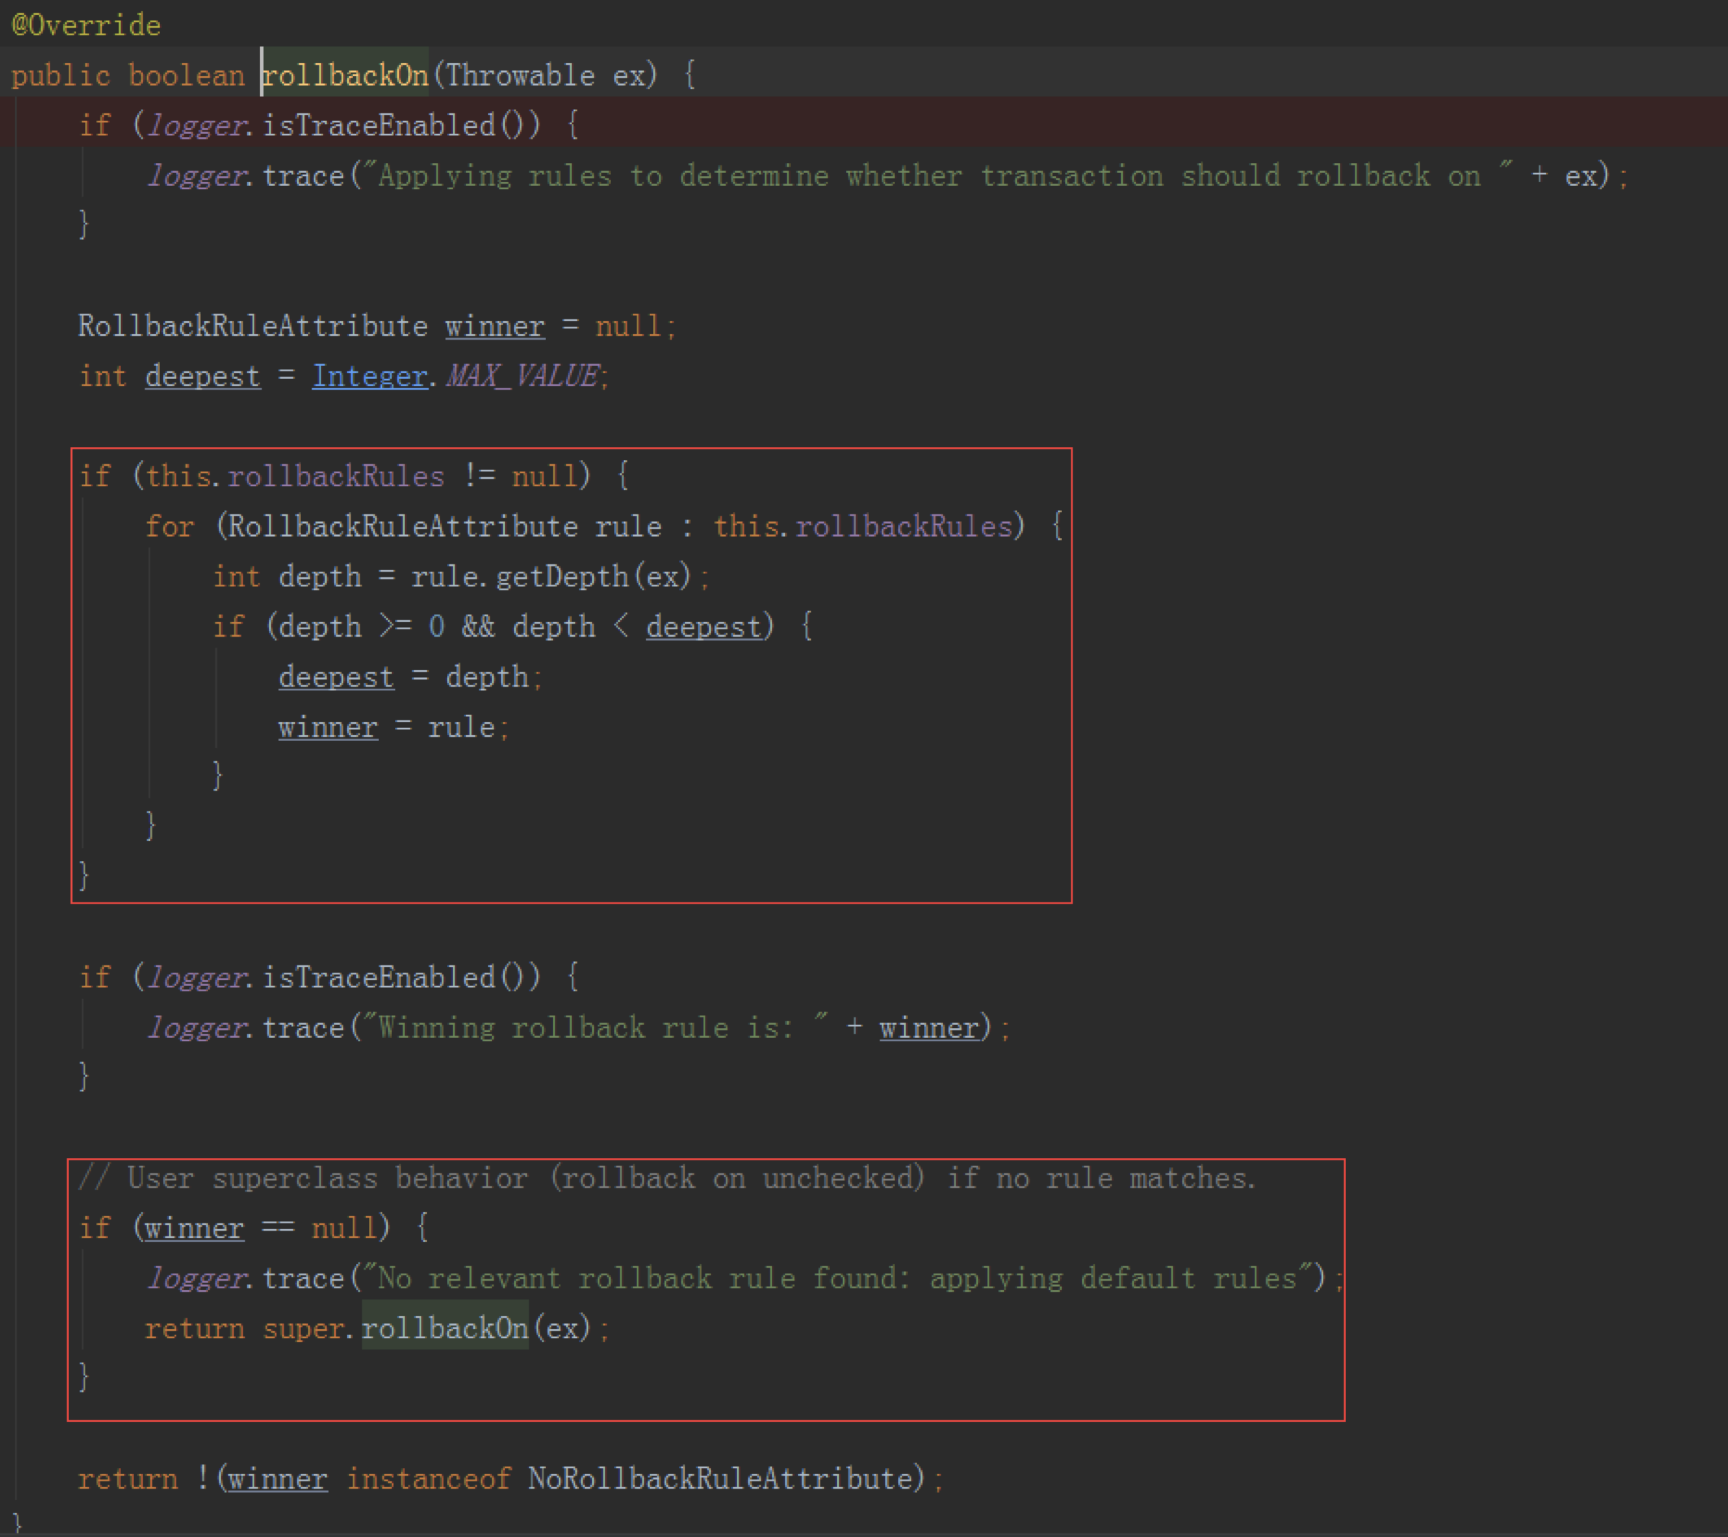 @Override
public boolean rollbackOn(Throwable ex) {
    if (logger.isTraceEnabled()) {
        logger.trace("Applying rules to determine whether transaction should rollback on " + ex);
    }
    RollbackRuleAttribute winner = null;
    int deepest = Integer.MAX_VALUE;
    if (this.rollbackRules != null) {
        for (RollbackRuleAttribute rule : this.rollbackRules) {
            int depth = rule.getDepth(ex);
            if (depth >= 0 && depth < deepest) {
                deepest = depth;
                winner = rule;
            }
        }
    }
    if (logger.isTraceEnabled()) {
        logger.trace("Winning rollback rule is: " + winner);
    }
    // User superclass behavior (rollback on unchecked) if no rule matches.
    if (winner == null) {
        logger.trace("No relevant rollback rule found: applying default rules");
        return super.rollbackOn(ex);
    }
    return !(winner instanceof NoRollbackRuleAttribute);
}